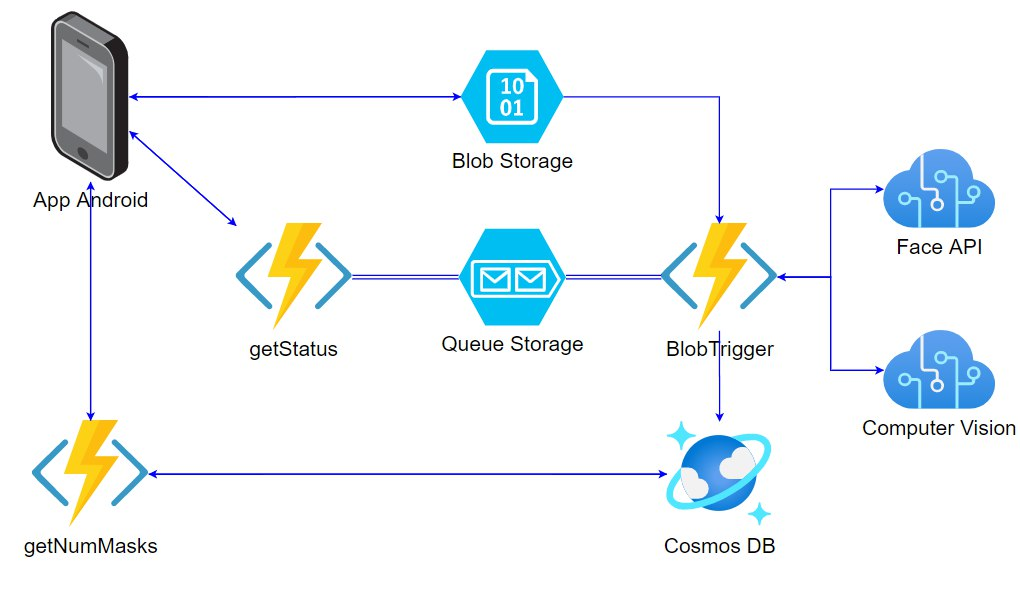 10
01
Blob Storage
App Android
Face API
getStatus
Queue Storage
BlobTrigger
Computer Vision
getNumMasks
Cosmos DB